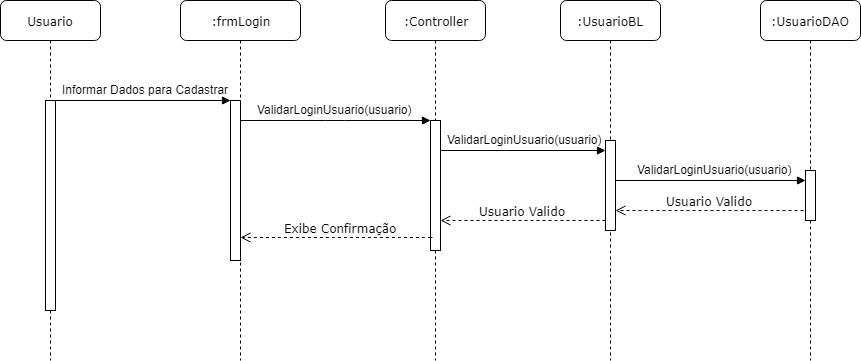 Usuario
:frmLogin
:Controller
:UsuarioBL
:UsuarioDAO
Informar Dados para Cadastrar
ValidarLoginUsuario(usuario)
ValidarLoginUsuario(usuario)
ValidarLoginUsuario(usuario)
Usuario Valido
Usuario Valido
Exibe Confirmação